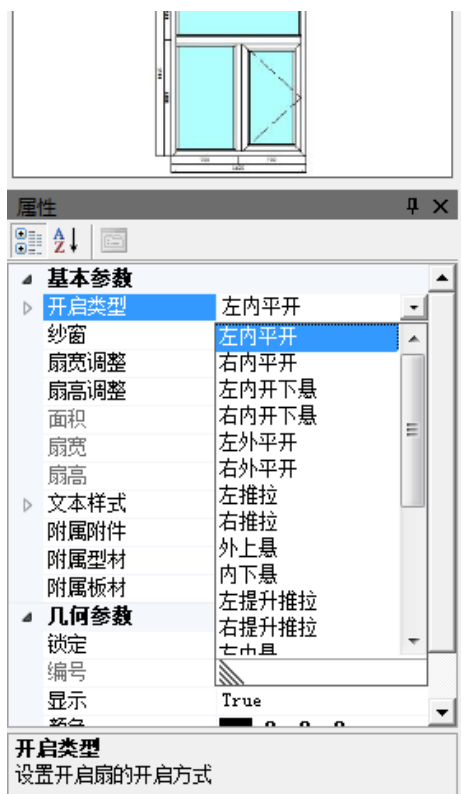 属性
基本参数
开启类型 左内平开
纱窗 左内平开
扇宽调整 右内平开
扇高调整 左内开下悬
面积 右内开下悬
扇宽 左外平开
扇高 右外平开
文本样式 左推拉
附属附件 右推拉
附属型材 外上悬
附属板材 内下悬
几何参数 左提升推拉
锁定 右提升推拉
编号
显示 True
开启类型
设置开启扇的开启方式